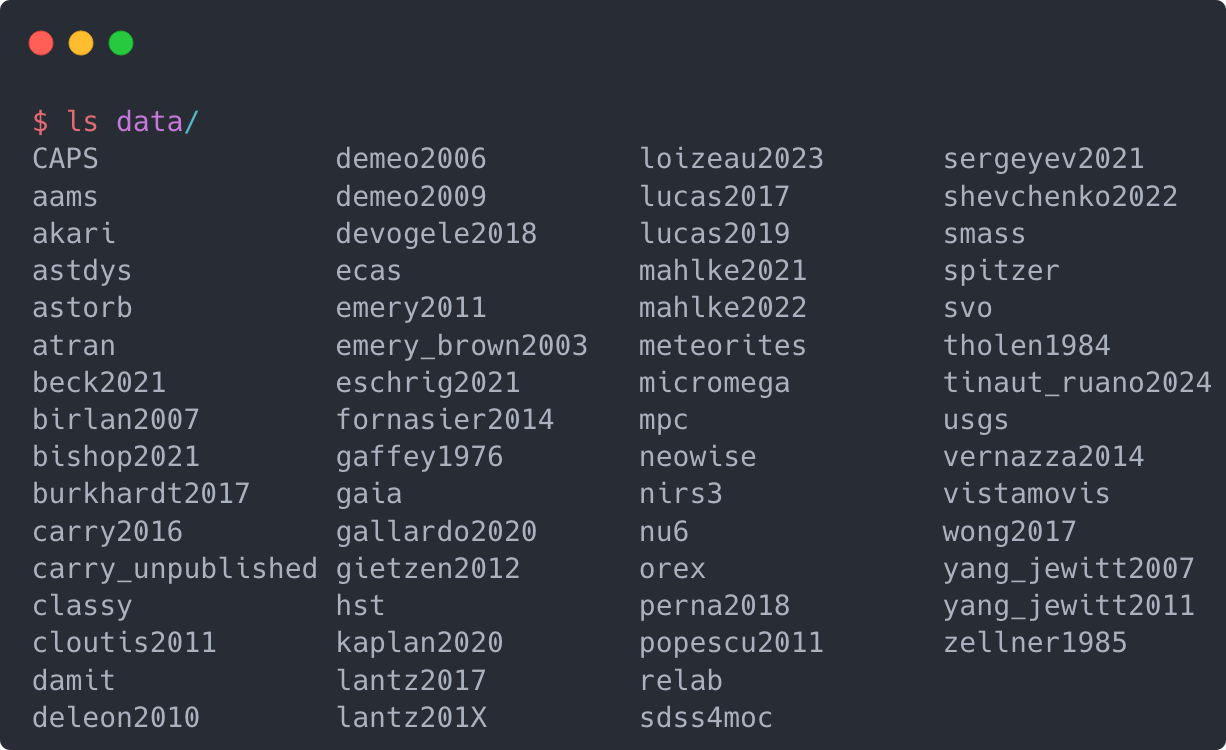 $ ls data/
CAPS demeo2006 loizeau2023 sergeyev2021
aams demeo2009 lucas2017 shevchenko2022
akari devogele2018 lucas2019 smass
astdys ecas mahlke2021 spitzer
astorb emery2011 mahlke2022 svo
atran emery_brown2003 meteorites tholen1984
beck2021 eschrig2021 micromega tinaut_ruano2024
birlan2007 fornasier2014 mpc usgs
bishop2021 gaffey1976 neowise vernazza2014
burkhardt2017 gaia nirs3 vistamovis
carry2016 gallardo2020 nu6 wong2017
carry_unpublished gietzen2012 orex yang_jewitt2007
classy hst perna2018 yang_jewitt2011
cloutis2011 kaplan2020 popescu2011 zellner1985
damit lantz2017 relab
deleon2010 lantz201X sdss4moc